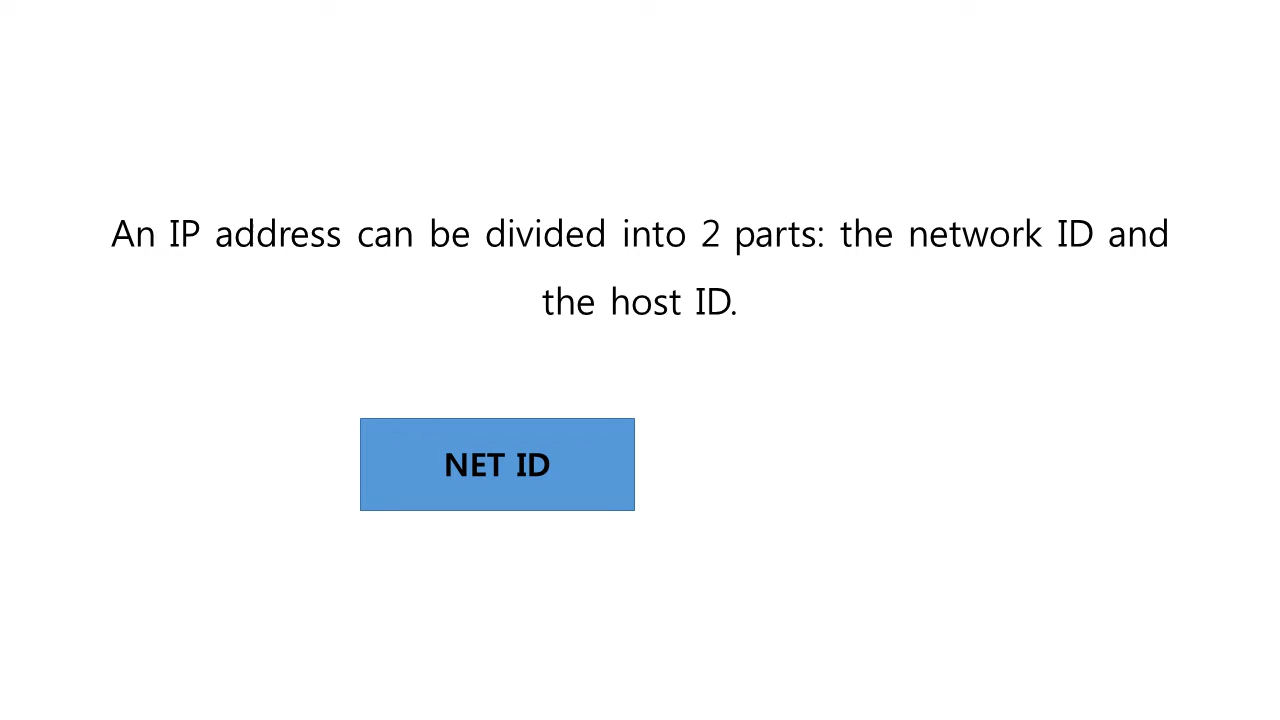 An IP address can be divided into 2 parts: the network ID and
the host ID.
NET ID